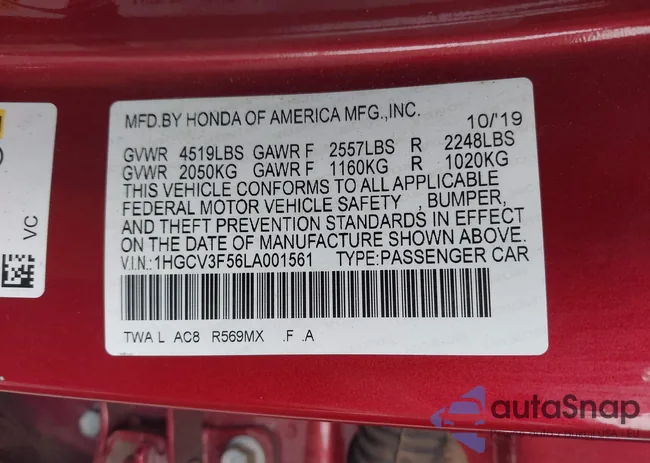 MFD.BY HONDA OF AMERICA MFG.,INC. 10/'19
GVWR 4519LBS GAWR F 2557LBS R 2248LBS
GVWR 2050KG GAWR F 1160KG R 1020KG
THIS VEHICLE CONFORMS TO ALL APPLICABLE
FEDERAL MOTOR VEHICLE SAFETY , BUMPER,
AND THEFT PREVENTION STANDARDS IN EFFECT
ON THE DATE OF MANUFACTURE SHOWN ABOVE.
V.I.N.:1HGCV3F56LA001561 TYPE:PASSENGER CAR
TWA L AC8 R569MX .F .A
VC
autoSnap